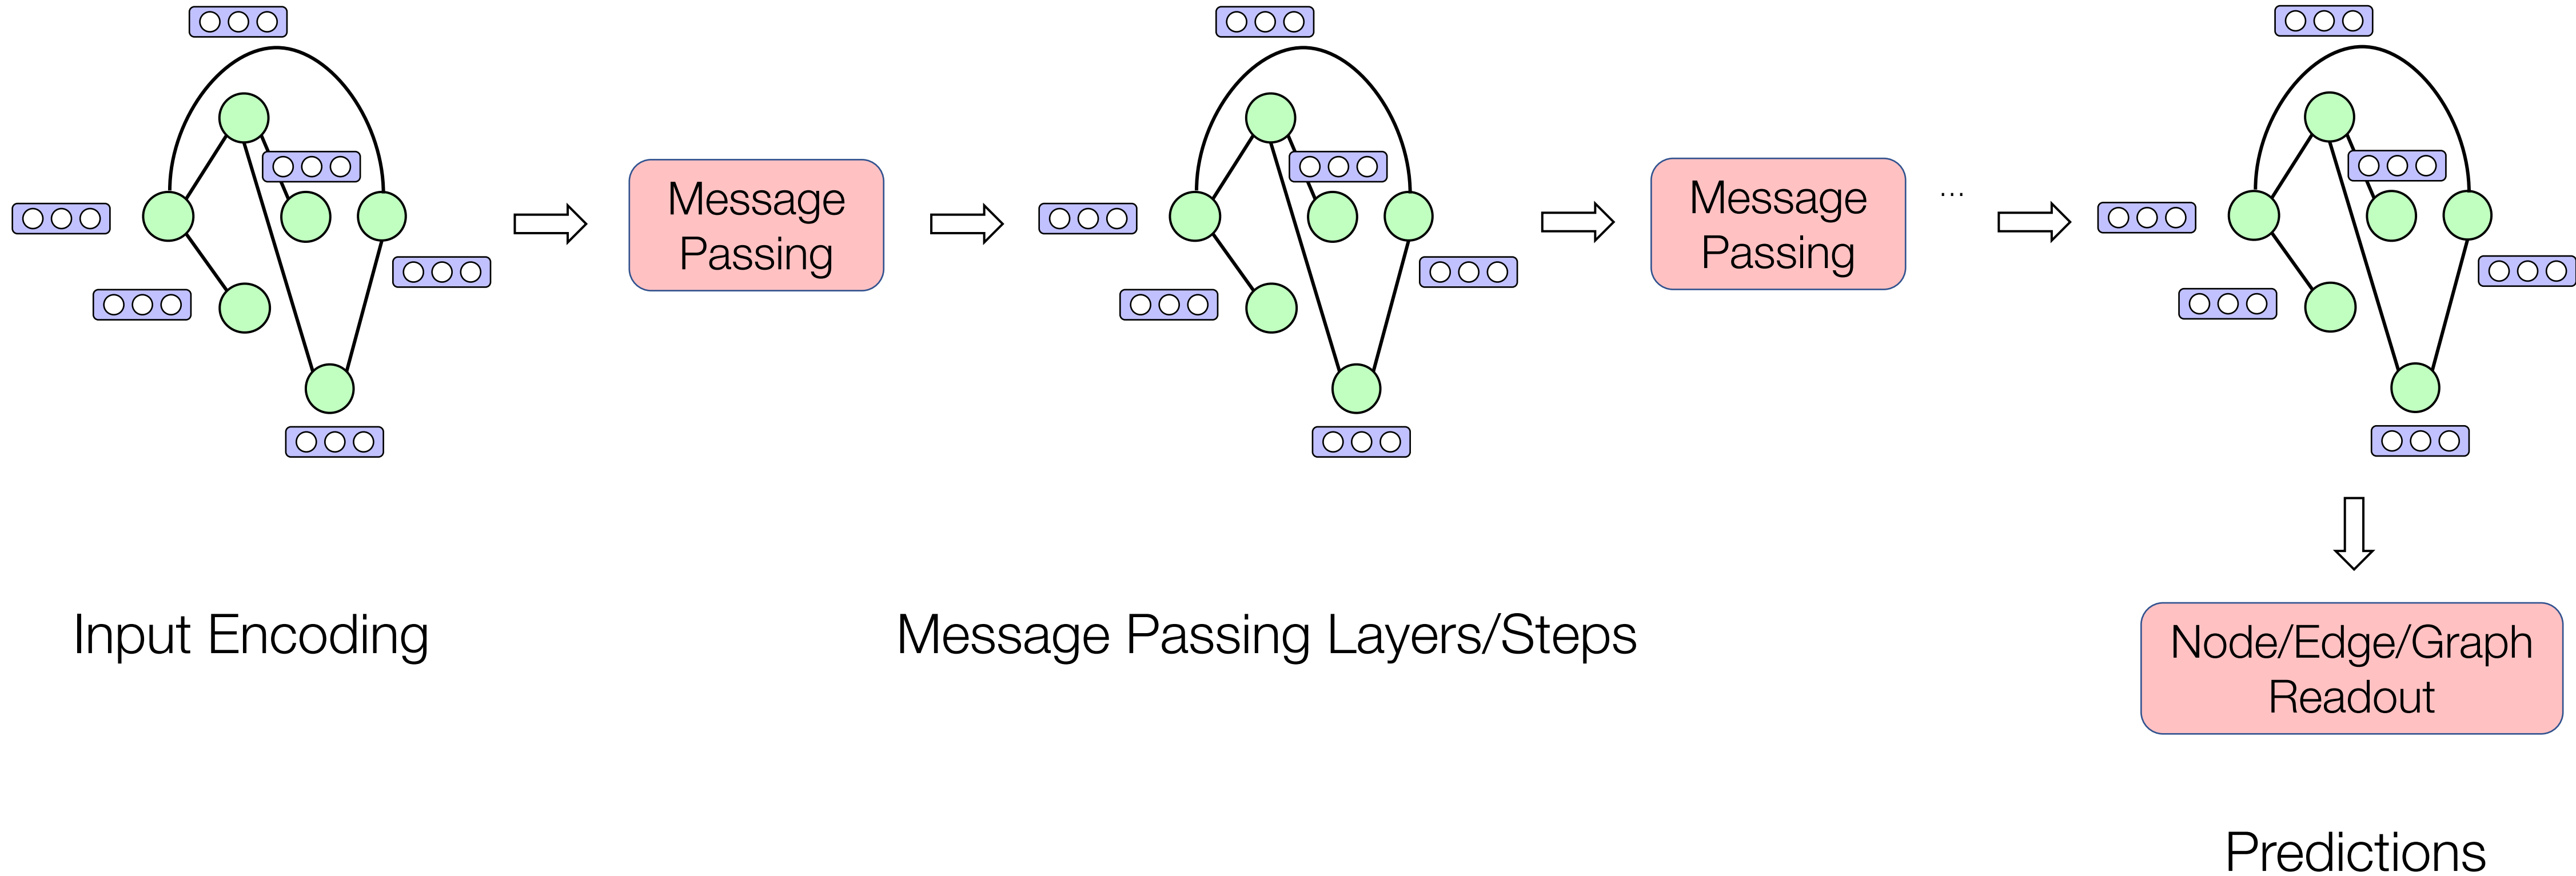 Message
Passing
Message
Passing
...
Input Encoding
Message Passing Layers/Steps
Node/Edge/Graph
Readout
Predictions